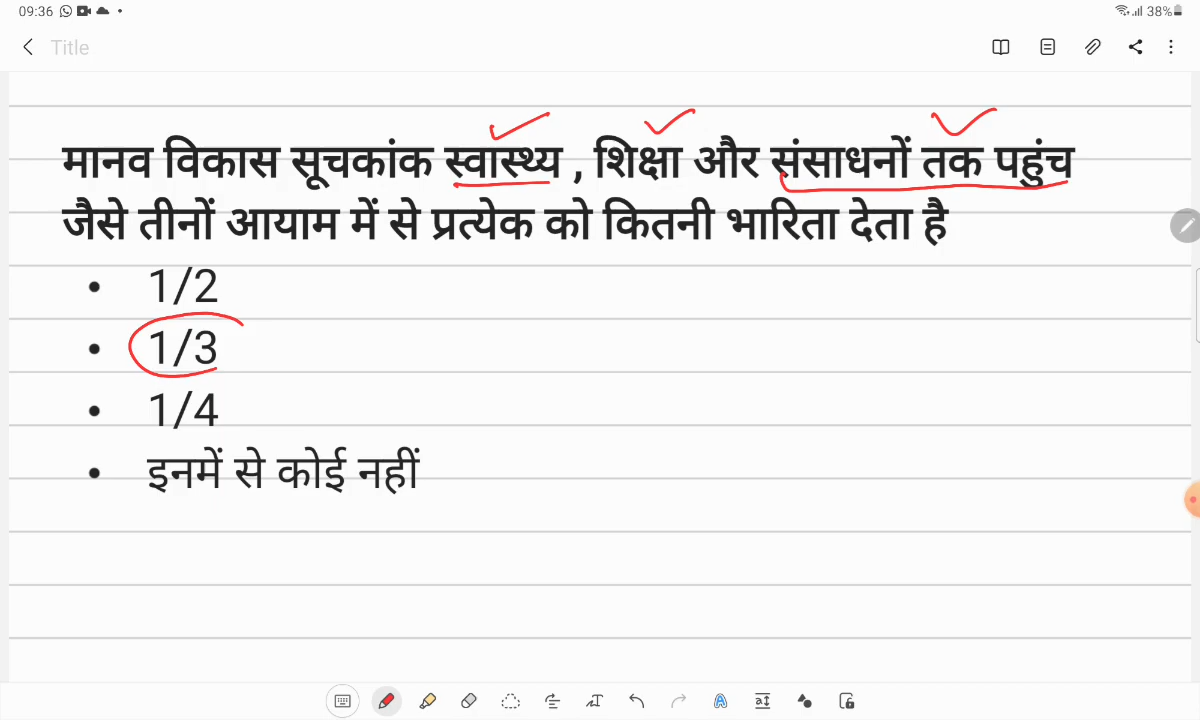 09:36 38%
Title
मानव विकास सूचकांक स्वास्थ्य , शिक्षा और संसाधनों तक पहुंच
जैसे तीनों आयाम में से प्रत्येक को कितनी भारिता देता है
• 1/2
• 1/3
• 1/4
• इनमें से कोई नहीं